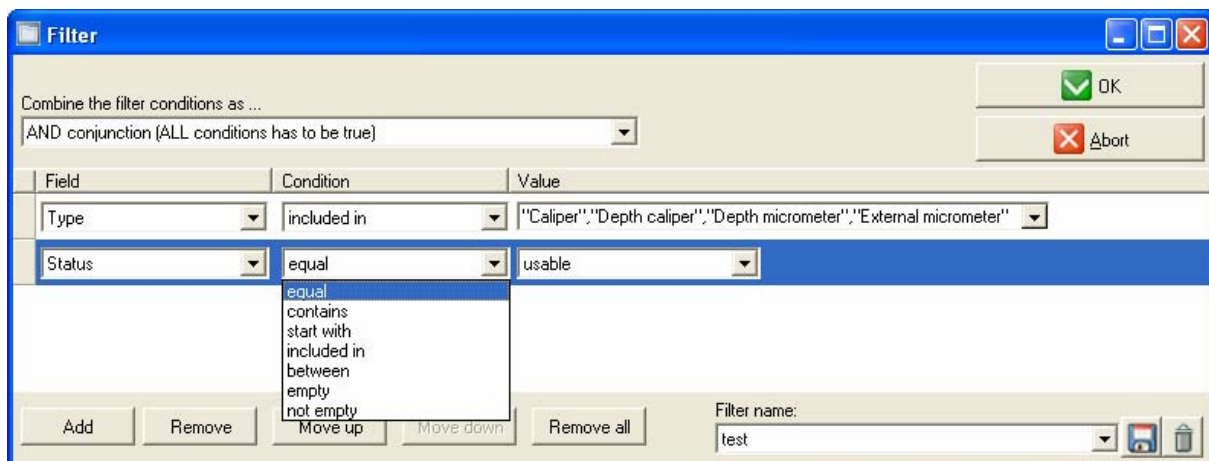 Filter
OK
Combine the filter conditions as ...
AND conjunction (ALL conditions has to be true)
Abort
Field Condition Value
Type included in "Caliper","Depth caliper","Depth micrometer","External micrometer"
Status equal usable
equal
contains
start with
included in
between
empty
not empty
Add Remove Move up Move down Remove all
Filter name:
test